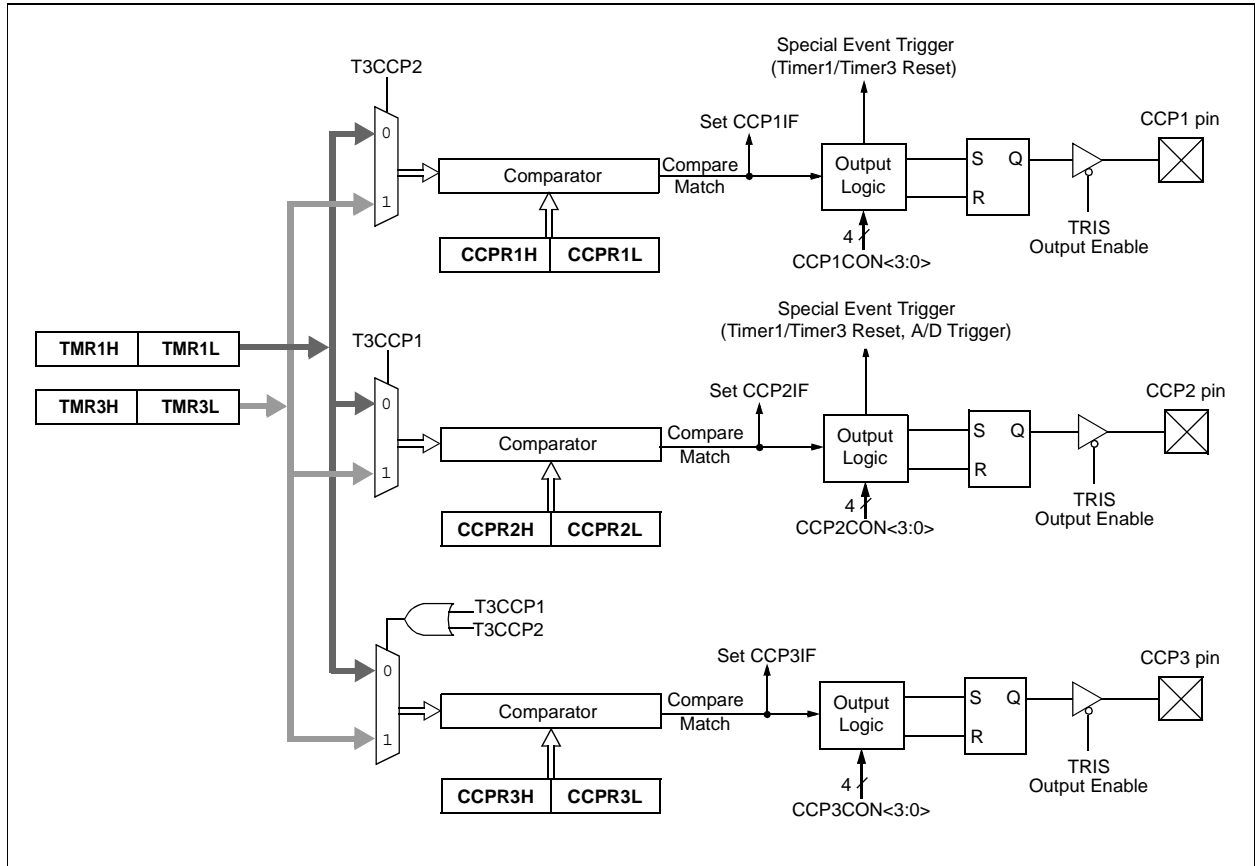 Special Event Trigger
(Timer1/Timer3 Reset)
T3CCP2
Set CCP1IF
CCP1 pin
0
1
Comparator
Compare
Match
Output
Logic
S
Q
R
TRIS
Output Enable
CCPR1H
CCPR1L
4
CCP1CON<3:0>
Special Event Trigger
(Timer1/Timer3 Reset, A/D Trigger)
TMR1H
TMR1L
TMR3H
TMR3L
T3CCP1
Set CCP2IF
CCP2 pin
0
1
Comparator
Compare
Match
Output
Logic
S
Q
R
TRIS
Output Enable
CCPR2H
CCPR2L
4
CCP2CON<3:0>
T3CCP1
T3CCP2
Set CCP3IF
CCP3 pin
0
1
Comparator
Compare
Match
Output
Logic
S
Q
R
TRIS
Output Enable
CCPR3H
CCPR3L
4
CCP3CON<3:0>